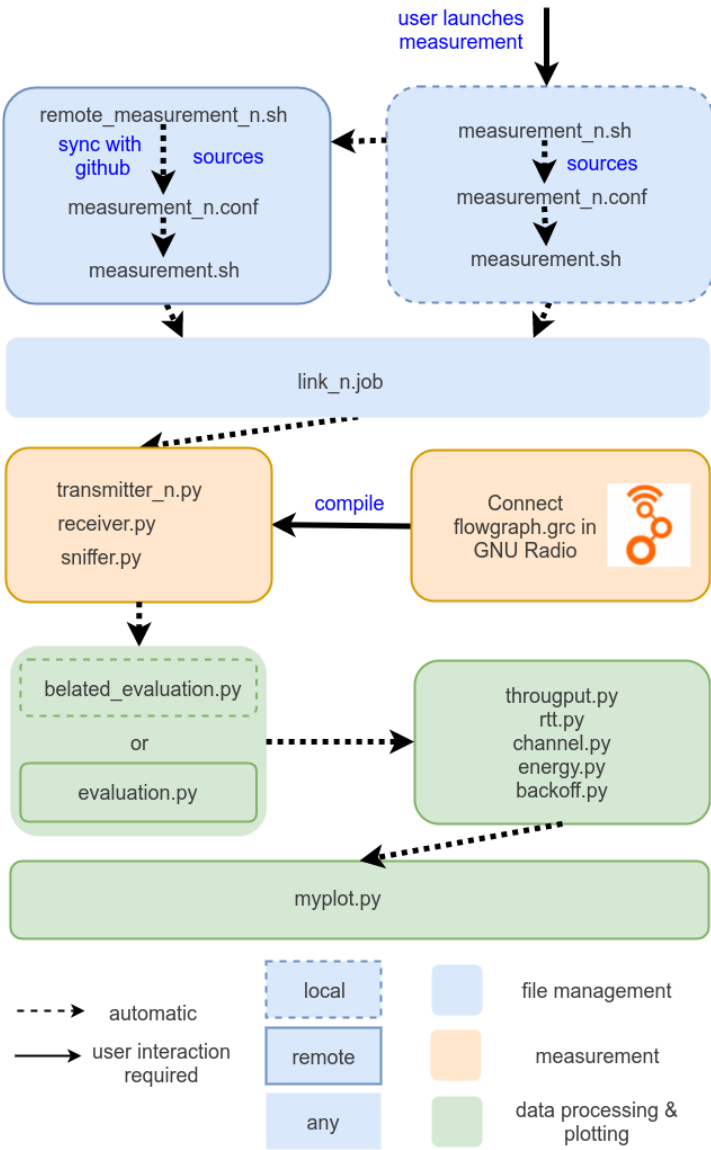 user launches
measurement
remote_measurement_n.sh
sync with
github
sources
measurement_n.conf
measurement.sh
measurement_n.sh
sources
measurement_n.conf
measurement.sh
link_n.job
transmitter_n.py
receiver.py
sniffer.py
compile
Connect
flowgraph.grc in
GNU Radio
belated_evaluation.py
or
evaluation.py
througput.py
rtt.py
channel.py
energy.py
backoff.py
myplot.py
automatic
user interaction
required
local
remote
any
file management
measurement
data processing &
plotting